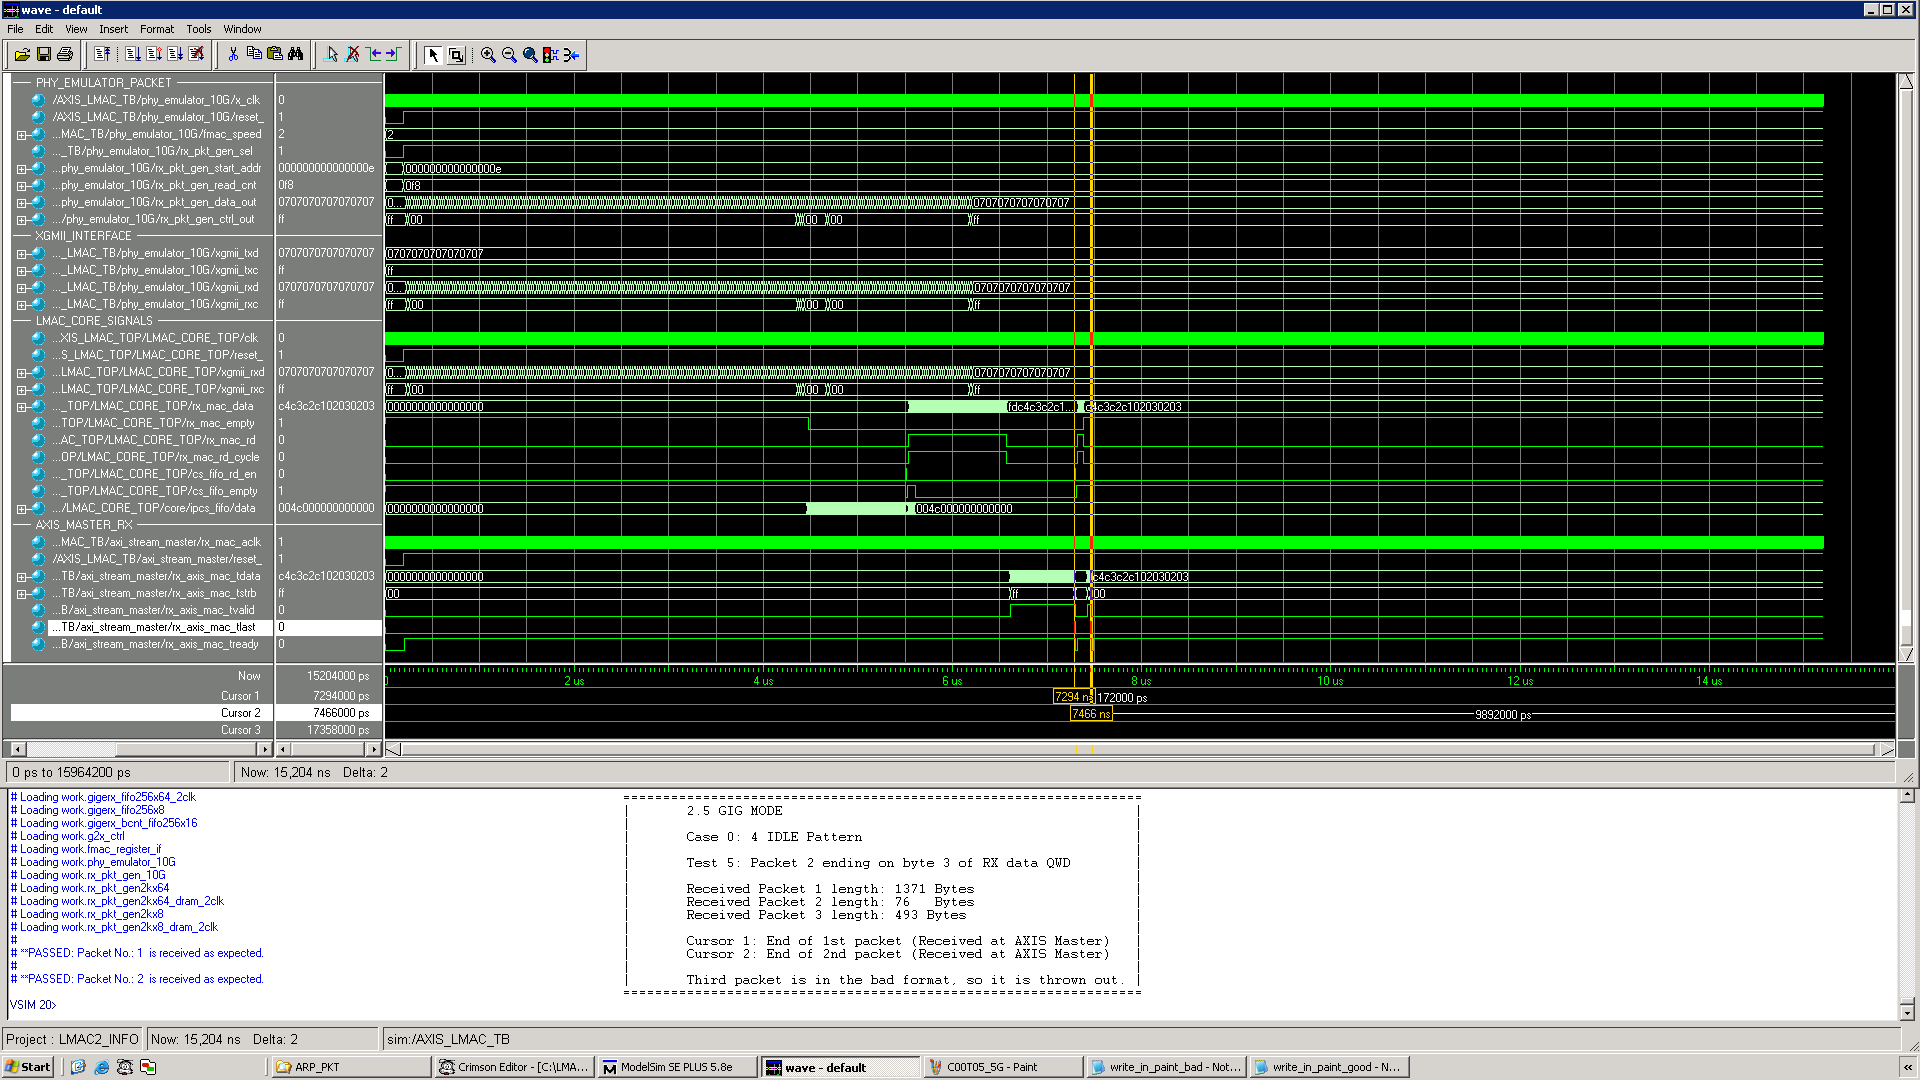 wave - default
File Edit View Insert Format Tools Window
PHY_EMULATOR_PACKET
/AXIS_LMAC_TB/phy_emulator_10G/x_clk 0
/AXIS_LMAC_TB/phy_emulator_10G/reset_ 1
...MAC_TB/phy_emulator_10G/fmac_speed 2 2
..._TB/phy_emulator_10G/rx_pkt_gen_sel 1
...phy_emulator_10G/rx_pkt_gen_start_addr 000000000000000e 000000000000000e
...phy_emulator_10G/rx_pkt_gen_read_cnt 0f8 0f8
...phy_emulator_10G/rx_pkt_gen_data_out 0707070707070707 0... 0707070707070707
.../phy_emulator_10G/rx_pkt_gen_ctrl_out ff ff 00 00 00 ff
XGMII_INTERFACE
..._LMAC_TB/phy_emulator_10G/xgmii_txd 0707070707070707 0707070707070707
..._LMAC_TB/phy_emulator_10G/xgmii_txc ff ff
..._LMAC_TB/phy_emulator_10G/xgmii_rxd 0707070707070707 0... 0707070707070707
..._LMAC_TB/phy_emulator_10G/xgmii_rxc ff ff 00 00 00 ff
LMAC_CORE_SIGNALS
...XIS_LMAC_TOP/LMAC_CORE_TOP/clk 0
...S_LMAC_TOP/LMAC_CORE_TOP/reset_ 1
...LMAC_TOP/LMAC_CORE_TOP/xgmii_rxd 0707070707070707 0... 0707070707070707
...LMAC_TOP/LMAC_CORE_TOP/xgmii_rxc ff ff 00 00 00 ff
..._TOP/LMAC_CORE_TOP/rx_mac_data c4c3c2c102030203 0000000000000000 fdc4c3c2c1... c4c3c2c102030203
...TOP/LMAC_CORE_TOP/rx_mac_empty 1
...AC_TOP/LMAC_CORE_TOP/rx_mac_rd 0
...OP/LMAC_CORE_TOP/rx_mac_rd_cycle 0
..._TOP/LMAC_CORE_TOP/cs_fifo_rd_en 0
..._TOP/LMAC_CORE_TOP/cs_fifo_empty 1
.../LMAC_CORE_TOP/core/ipcs_fifo/data 004c000000000000 0000000000000000 004c000000000000
AXIS_MASTER_RX
...MAC_TB/axi_stream_master/rx_mac_aclk 1
/AXIS_LMAC_TB/axi_stream_master/reset_ 1
...TB/axi_stream_master/rx_axis_mac_tdata c4c3c2c102030203 0000000000000000 c4c3c2c102030203
...TB/axi_stream_master/rx_axis_mac_tstrb ff 00 ff 00
...B/axi_stream_master/rx_axis_mac_tvalid 0
...TB/axi_stream_master/rx_axis_mac_tlast 0
...B/axi_stream_master/rx_axis_mac_tready 0
Now 15204000 ps 2 us 4 us 6 us 8 us 10 us 12 us 14 us
Cursor 1 7294000 ps 7294 ns 172000 ps
Cursor 2 7466000 ps 7466 ns 9892000 ps
Cursor 3 17358000 ps
0 ps to 15964200 ps Now: 15,204 ns Delta: 2
# Loading work.gigerx_fifo256x64_2clk
# Loading work.gigerx_fifo256x8
# Loading work.gigerx_bcnt_fifo256x16
# Loading work.g2x_ctrl
# Loading work.fmac_register_if
# Loading work.phy_emulator_10G
# Loading work.rx_pkt_gen_10G
# Loading work.rx_pkt_gen2kx64
# Loading work.rx_pkt_gen2kx64_dram_2clk
# Loading work.rx_pkt_gen2kx8
# Loading work.rx_pkt_gen2kx8_dram_2clk
#
# **PASSED: Packet No.: 1 is received as expected.
#
# **PASSED: Packet No.: 2 is received as expected.
VSIM 20>
2.5 GIG MODE
Case 0: 4 IDLE Pattern
Test 5: Packet 2 ending on byte 3 of RX data QWD
Received Packet 1 length: 1371 Bytes
Received Packet 2 length: 76 Bytes
Received Packet 3 length: 493 Bytes
Cursor 1: End of 1st packet (Received at AXIS Master)
Cursor 2: End of 2nd packet (Received at AXIS Master)
Third packet is in the bad format, so it is thrown out.
Project : LMAC2_INFO Now: 15,204 ns Delta: 2 sim:/AXIS_LMAC_TB
Start ARP_PKT Crimson Editor - [C:\LMA... ModelSim SE PLUS 5.8e wave - default C00T05_5G - Paint write_in_paint_bad - Not... write_in_paint_good - N... «